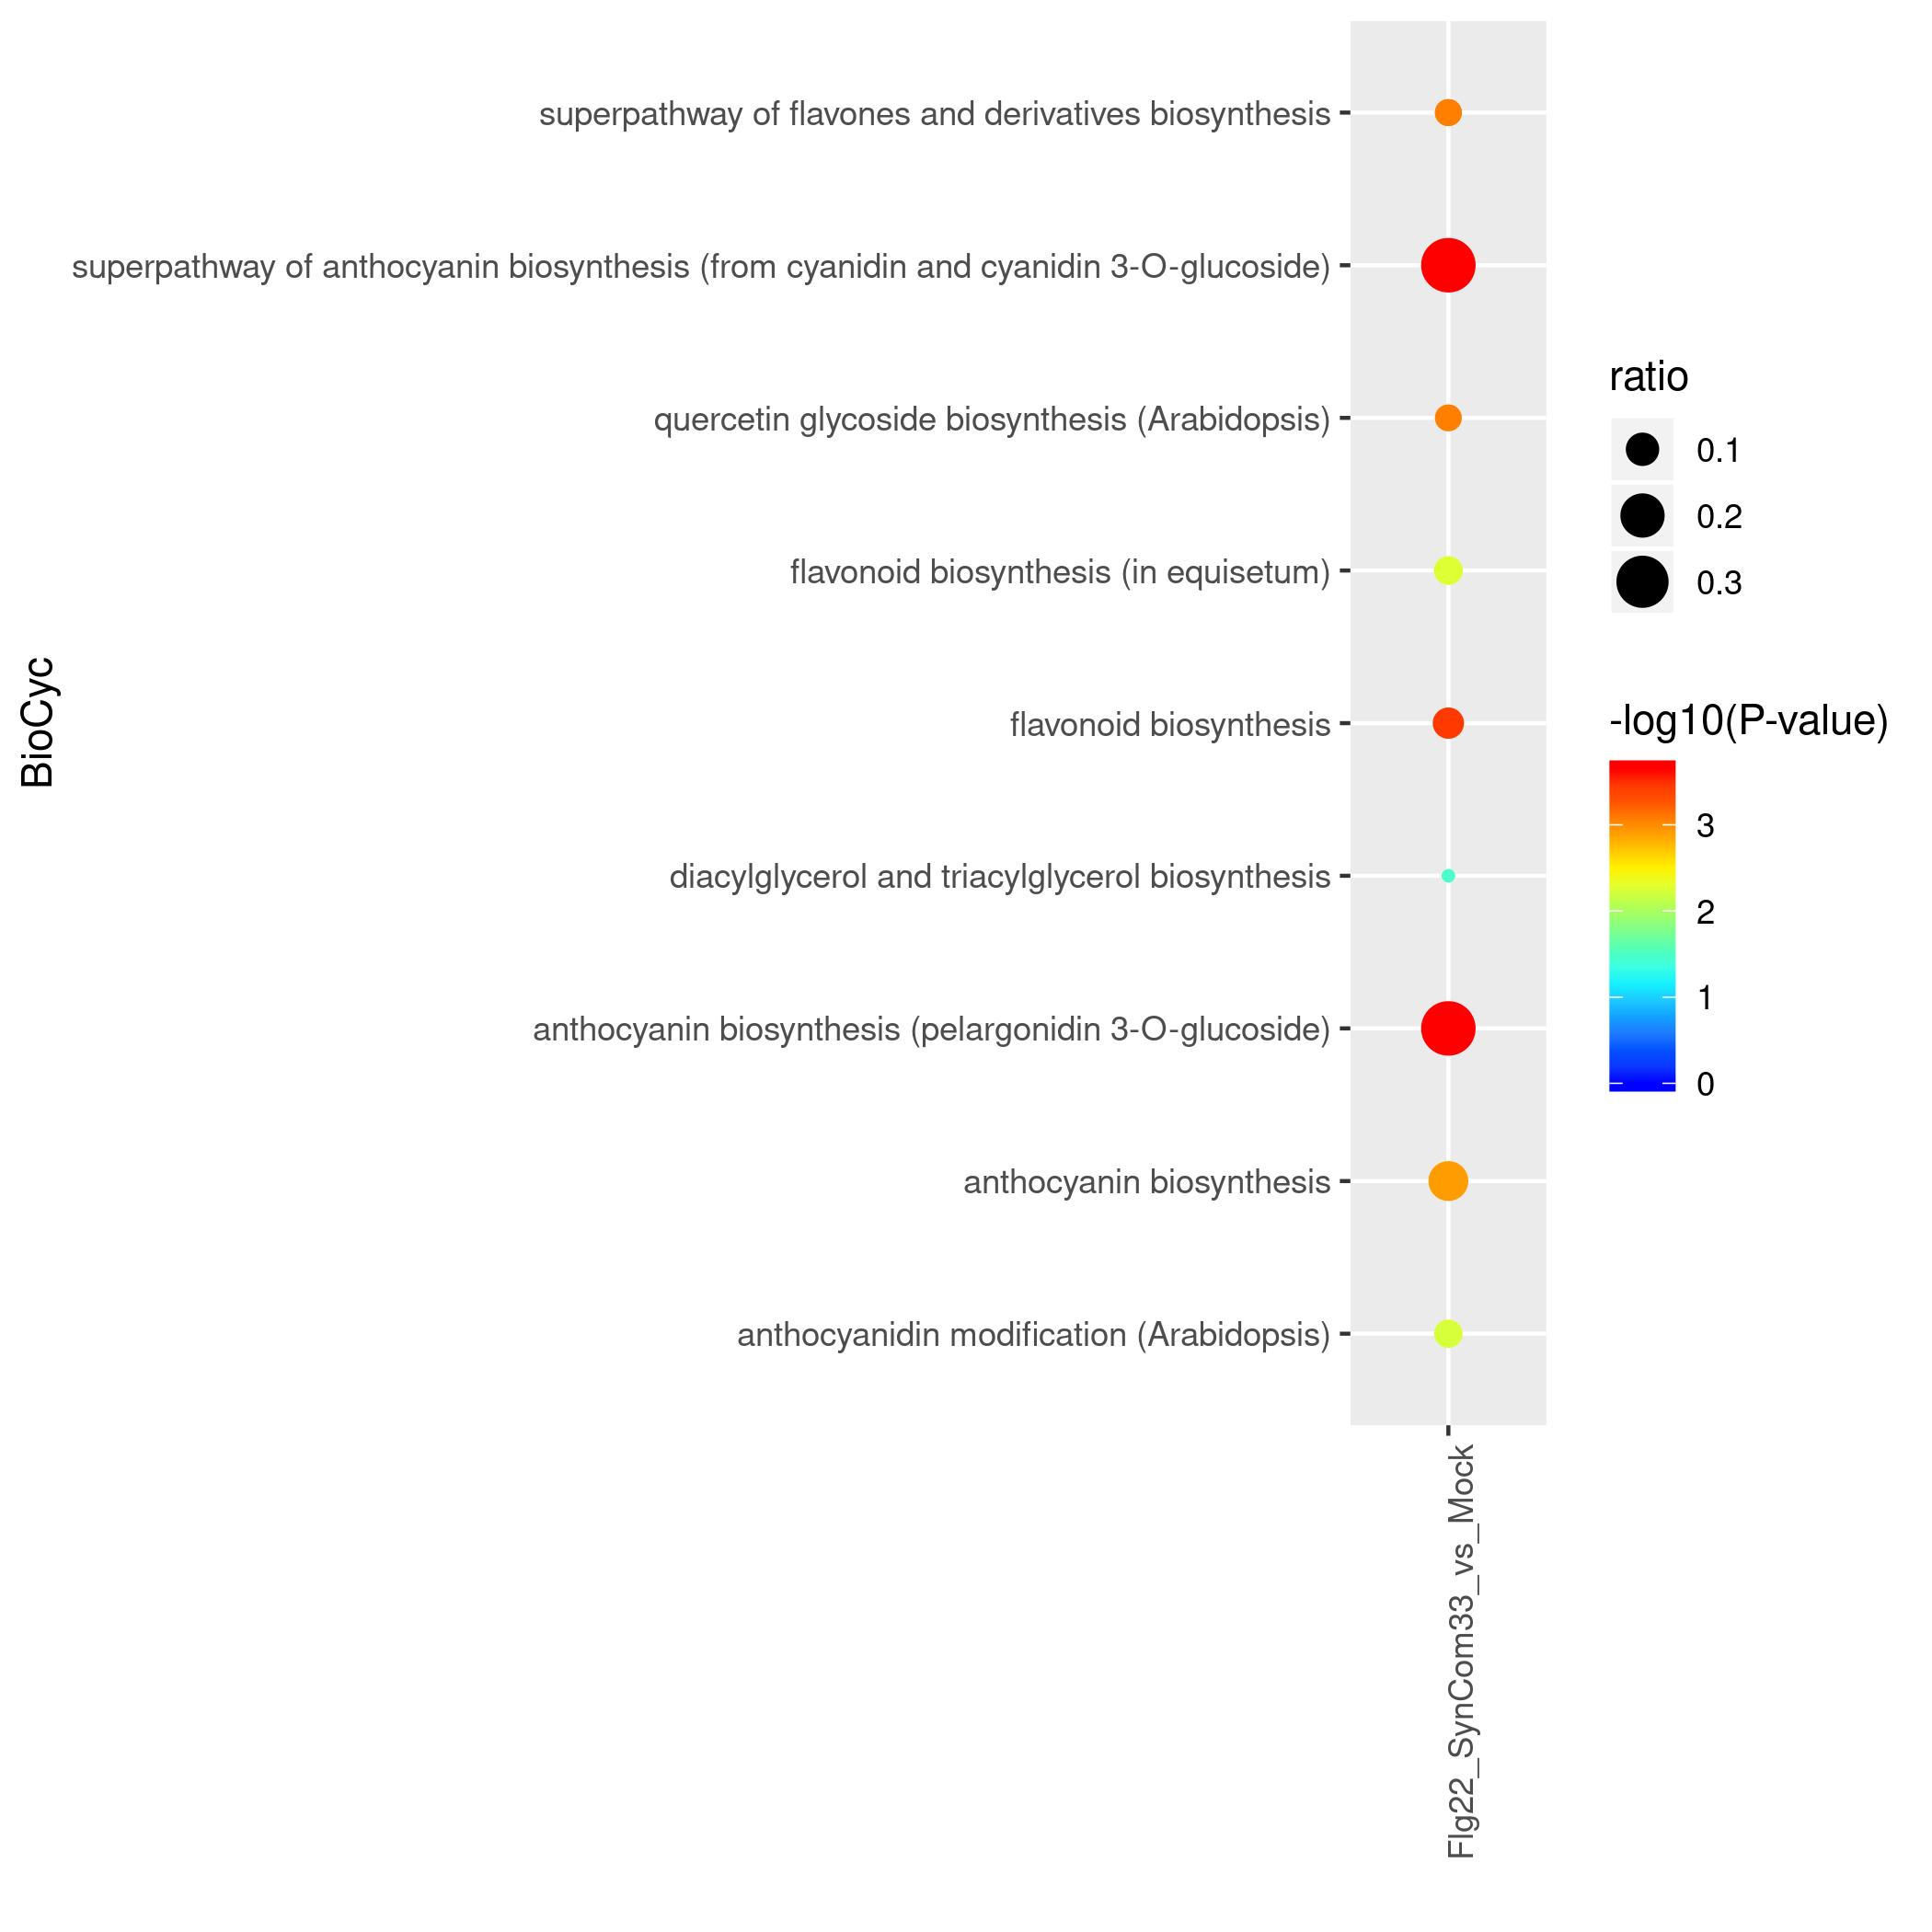 superpathway of flavones and derivatives biosynthesis
superpathway of anthocyanin biosynthesis (from cyanidin and cyanidin 3-O-glucoside)
quercetin glycoside biosynthesis (Arabidopsis)
flavonoid biosynthesis (in equisetum)
flavonoid biosynthesis
diacylglycerol and triacylglycerol biosynthesis
anthocyanin biosynthesis (pelargonidin 3-O-glucoside)
anthocyanin biosynthesis
anthocyanidin modification (Arabidopsis)
BioCyc
Flg22_SynCom33_vs_Mock
ratio
0.1
0.2
0.3
-log10(P-value)
3
2
1
0